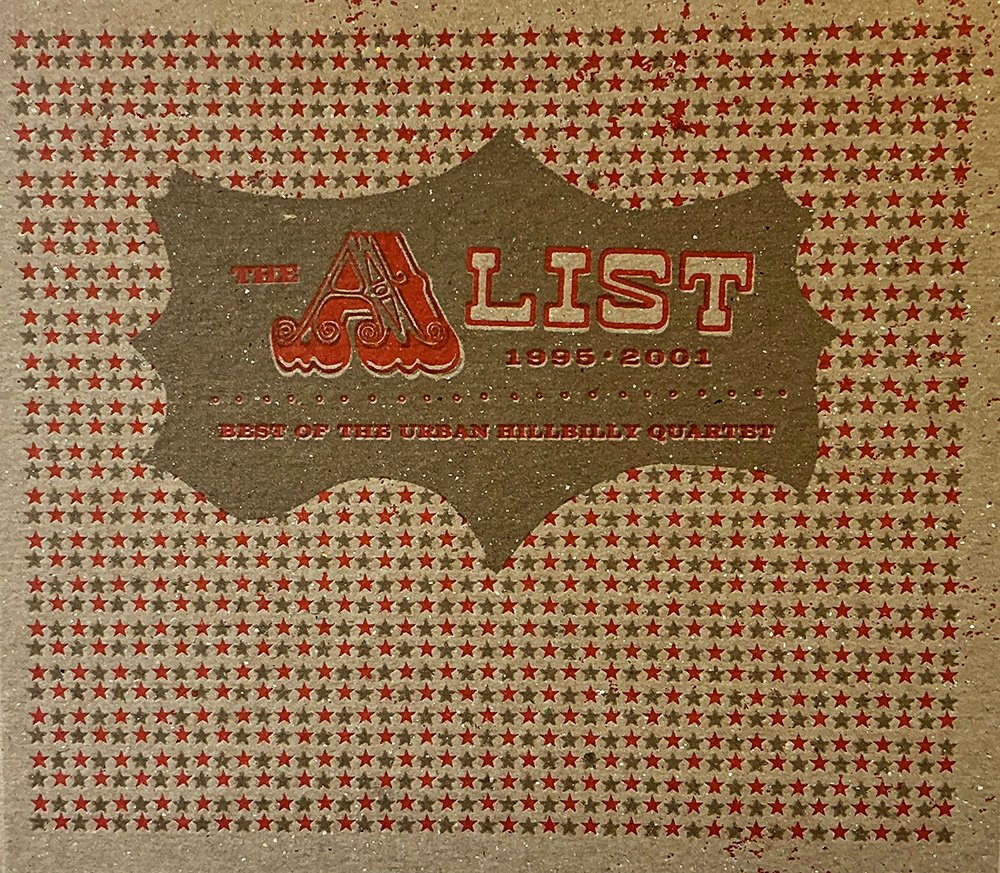 THE A LIST
1995·2001
BEST OF THE URBAN HILLBILLY QUARTET